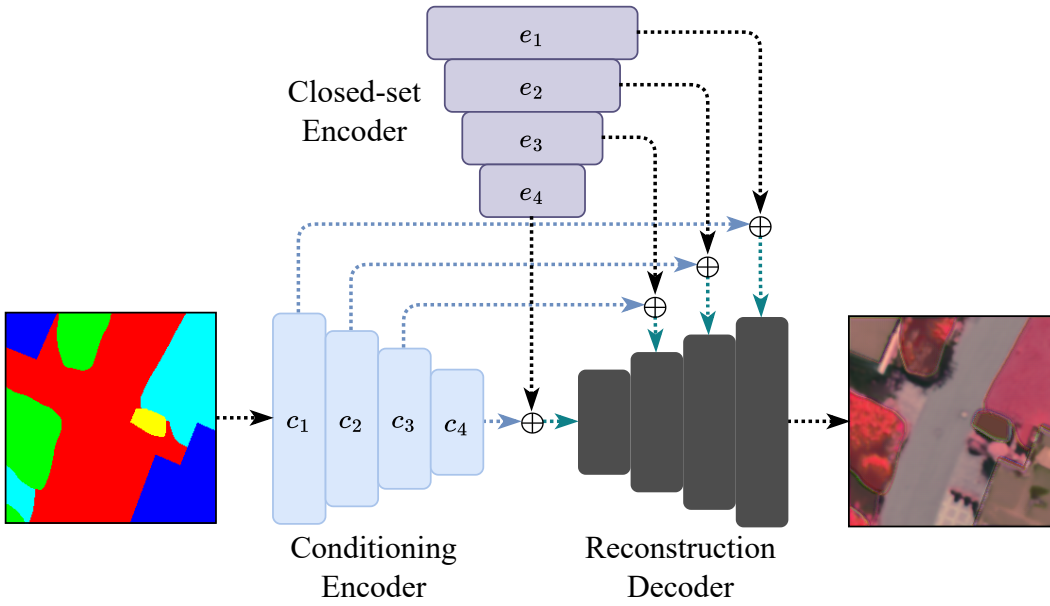 e₁
e₂
e₃
e₄
Closed-set
Encoder
c₁
c₂
c₃
c₄
Conditioning
Encoder
Reconstruction
Decoder